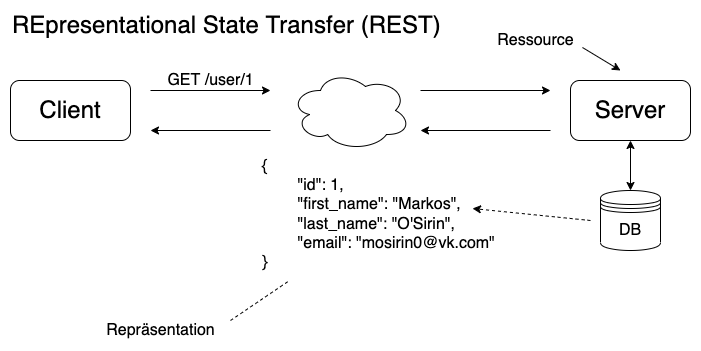 REpresentational State Transfer (REST)
Ressource
GET /user/1
Client
Server
{
"id": 1,
"first_name": "Markos",
"last_name": "O'Sirin",
"email": "mosirin0@vk.com"
}
DB
Repräsentation